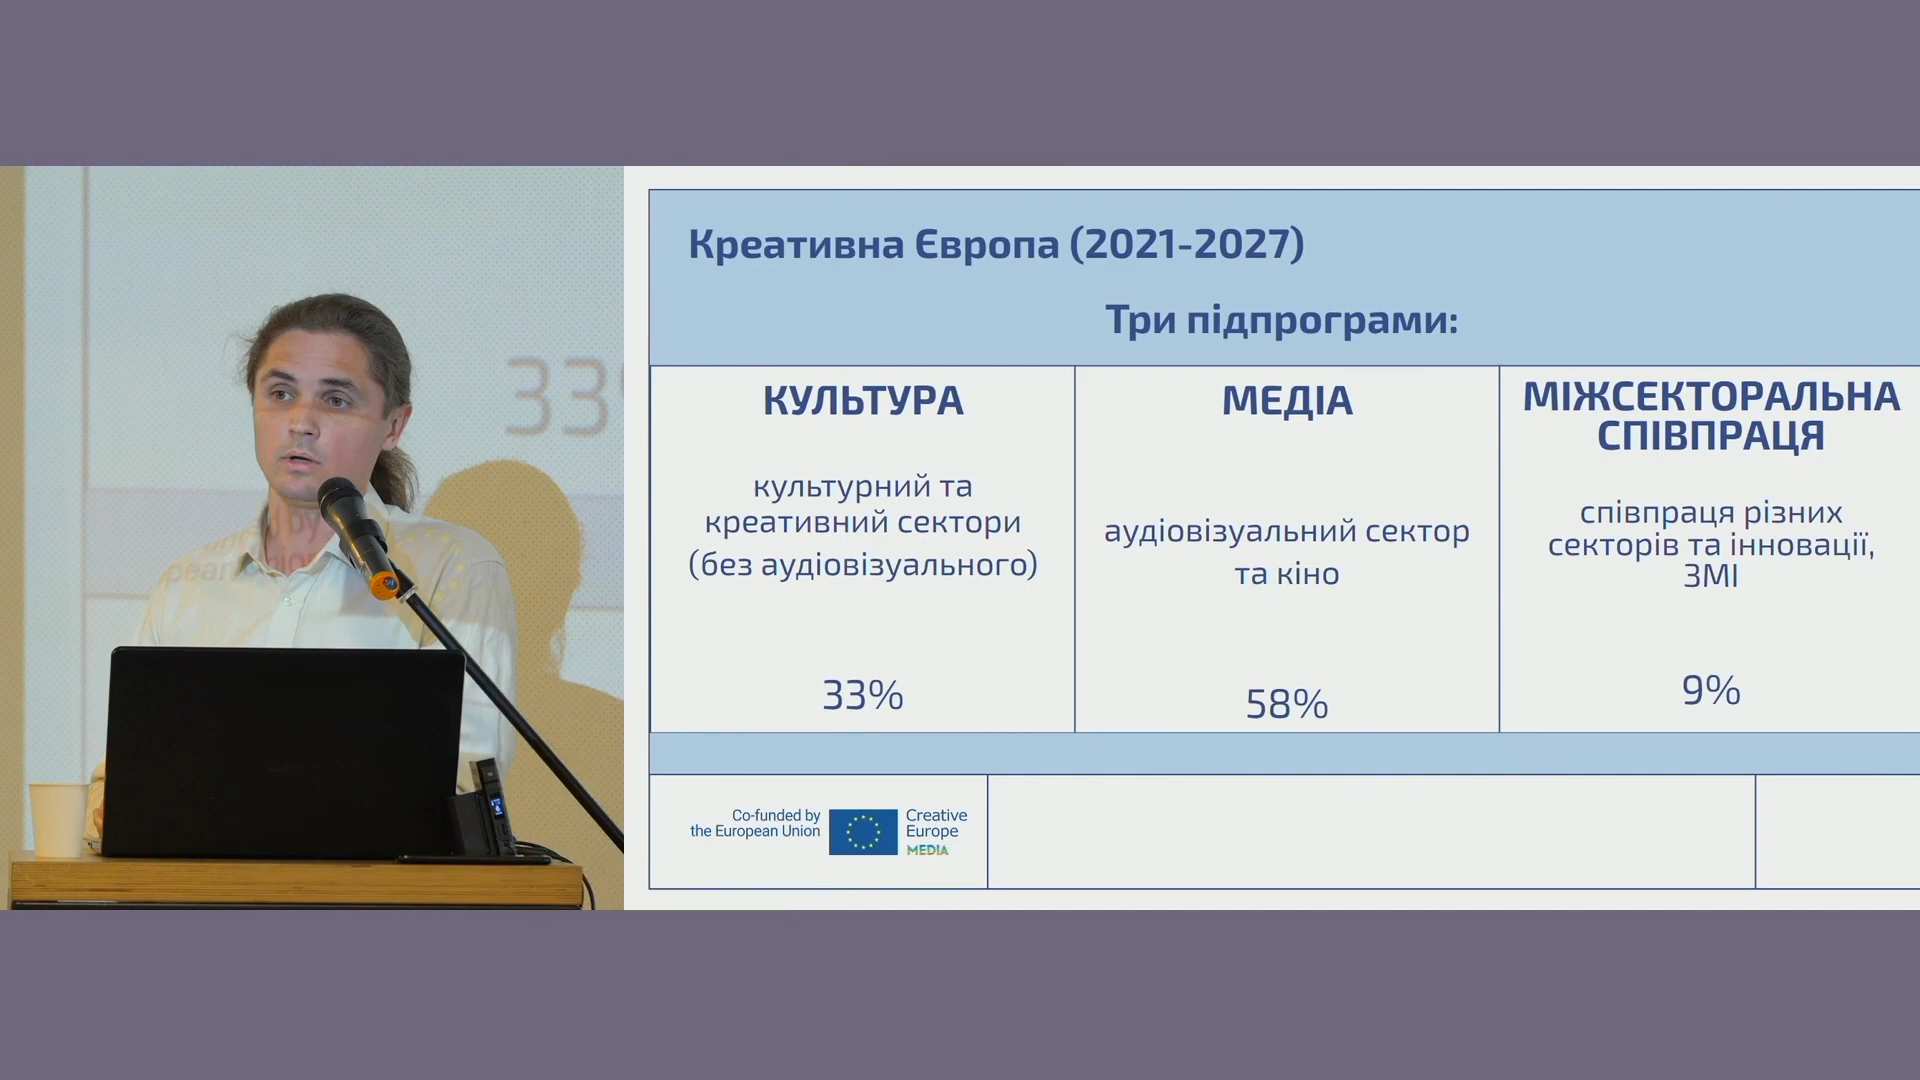 Креативна Європа (2021-2027)
Три підпрограми:
КУЛЬТУРА
культурний та
креативний сектори
(без аудіовізуального)
33%
МЕДІА
аудіовізуальний сектор
та кіно
58%
МІЖСЕКТОРАЛЬНА
СПІВПРАЦЯ
співпраця різних
секторів та інновації,
ЗМІ
9%
Co-funded by
the European Union
Creative
Europe
MEDIA
33